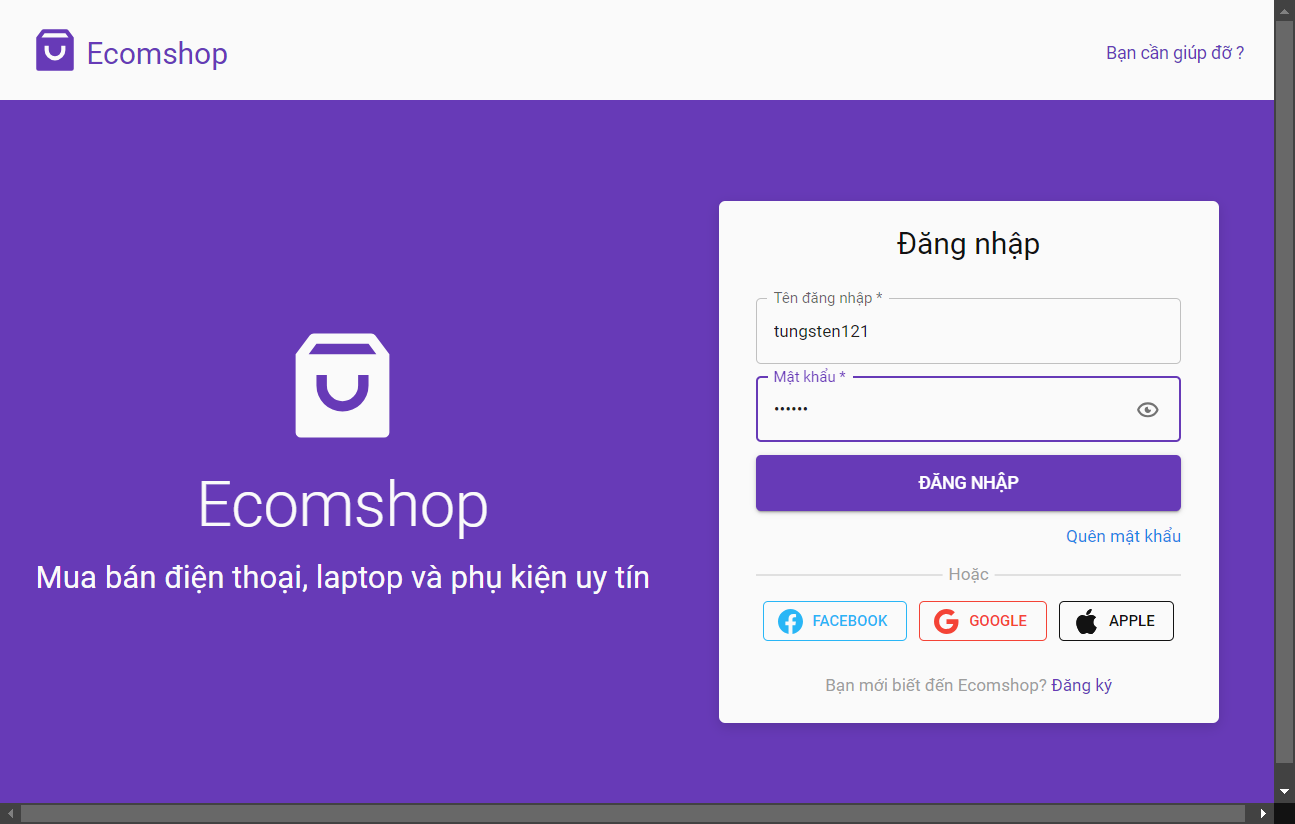 Ecomshop
Bạn cần giúp đỡ ?
Ecomshop
Mua bán điện thoại, laptop và phụ kiện uy tín
Đăng nhập
Tên đăng nhập *
tungsten121
Mật khẩu *
••••••
ĐĂNG NHẬP
Quên mật khẩu
Hoặc
FACEBOOK
GOOGLE
APPLE
Bạn mới biết đến Ecomshop? Đăng ký